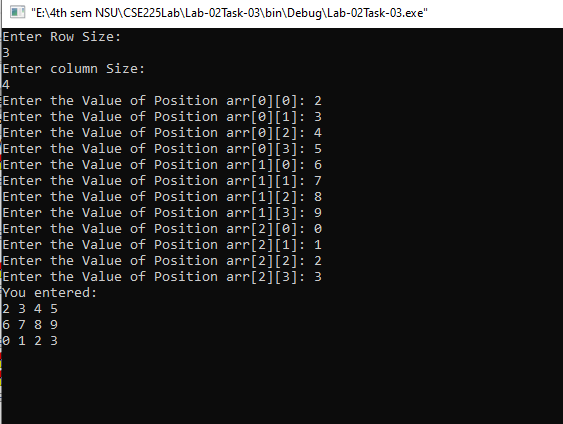 "E:\4th sem NSU\CSE225Lab\Lab-02Task-03\bin\Debug\Lab-02Task-03.exe"
Enter Row Size:
3
Enter column Size:
4
Enter the Value of Position arr[0][0]: 2
Enter the Value of Position arr[0][1]: 3
Enter the Value of Position arr[0][2]: 4
Enter the Value of Position arr[0][3]: 5
Enter the Value of Position arr[1][0]: 6
Enter the Value of Position arr[1][1]: 7
Enter the Value of Position arr[1][2]: 8
Enter the Value of Position arr[1][3]: 9
Enter the Value of Position arr[2][0]: 0
Enter the Value of Position arr[2][1]: 1
Enter the Value of Position arr[2][2]: 2
Enter the Value of Position arr[2][3]: 3
You entered:
2 3 4 5
6 7 8 9
0 1 2 3